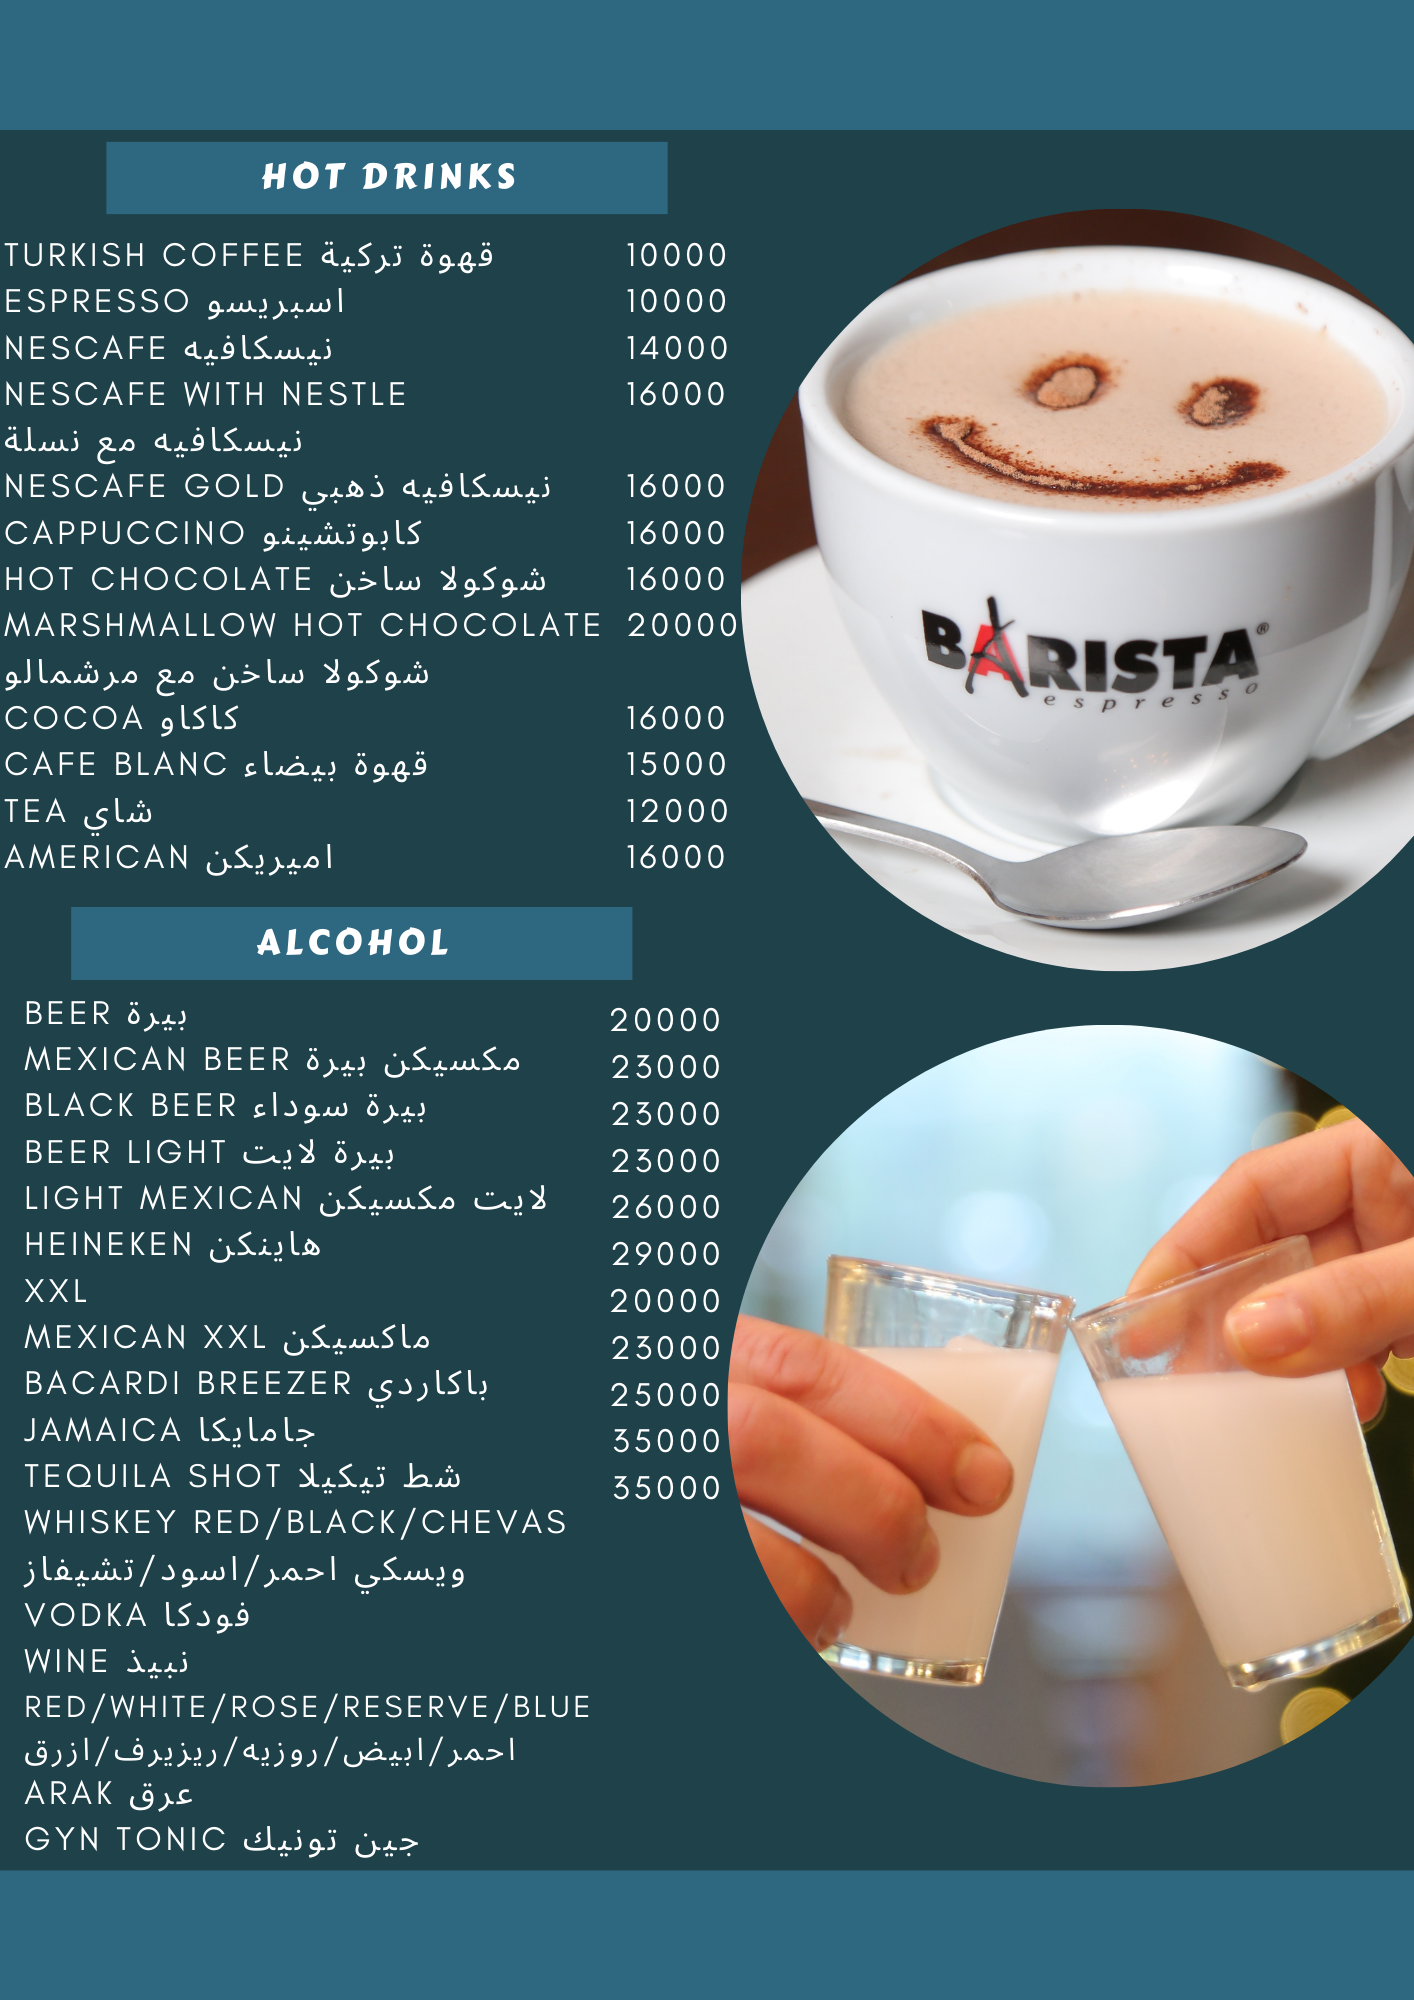 HOT DRINKS
TURKISH COFFEE قهوة تركية 10000
ESPRESSO اسبريسو 10000
NESCAFE نيسكافيه 14000
NESCAFE WITH NESTLE 16000
نيسكافيه مع نسلة
NESCAFE GOLD نيسكافيه ذهبي 16000
CAPPUCCINO كابوتشينو 16000
HOT CHOCOLATE شوكولا ساخن 16000
MARSHMALLOW HOT CHOCOLATE 20000
شوكولا ساخن مع مرشمالو
COCOA كاكاو 16000
CAFE BLANC قهوة بيضاء 15000
TEA شاي 12000
AMERICAN اميريكن 16000
BARISTA®
espresso
ALCOHOL
BEER بيرة 20000
MEXICAN BEER مكسيكن بيرة 23000
BLACK BEER بيرة سوداء 23000
BEER LIGHT بيرة لايت 23000
LIGHT MEXICAN لايت مكسيكن 26000
HEINEKEN هاينكن 29000
XXL 20000
MEXICAN XXL ماكسيكن 23000
BACARDI BREEZER باكاردي 25000
JAMAICA جامايكا 35000
TEQUILA SHOT شط تيكيلا 35000
WHISKEY RED/BLACK/CHEVAS
ويسكي احمر/اسود/تشيفاز
VODKA فودكا
WINE نبيذ
RED/WHITE/ROSE/RESERVE/BLUE
احمر/ابيض/روزيه/ريزيرف/ازرق
ARAK عرق
GYN TONIC جين تونيك